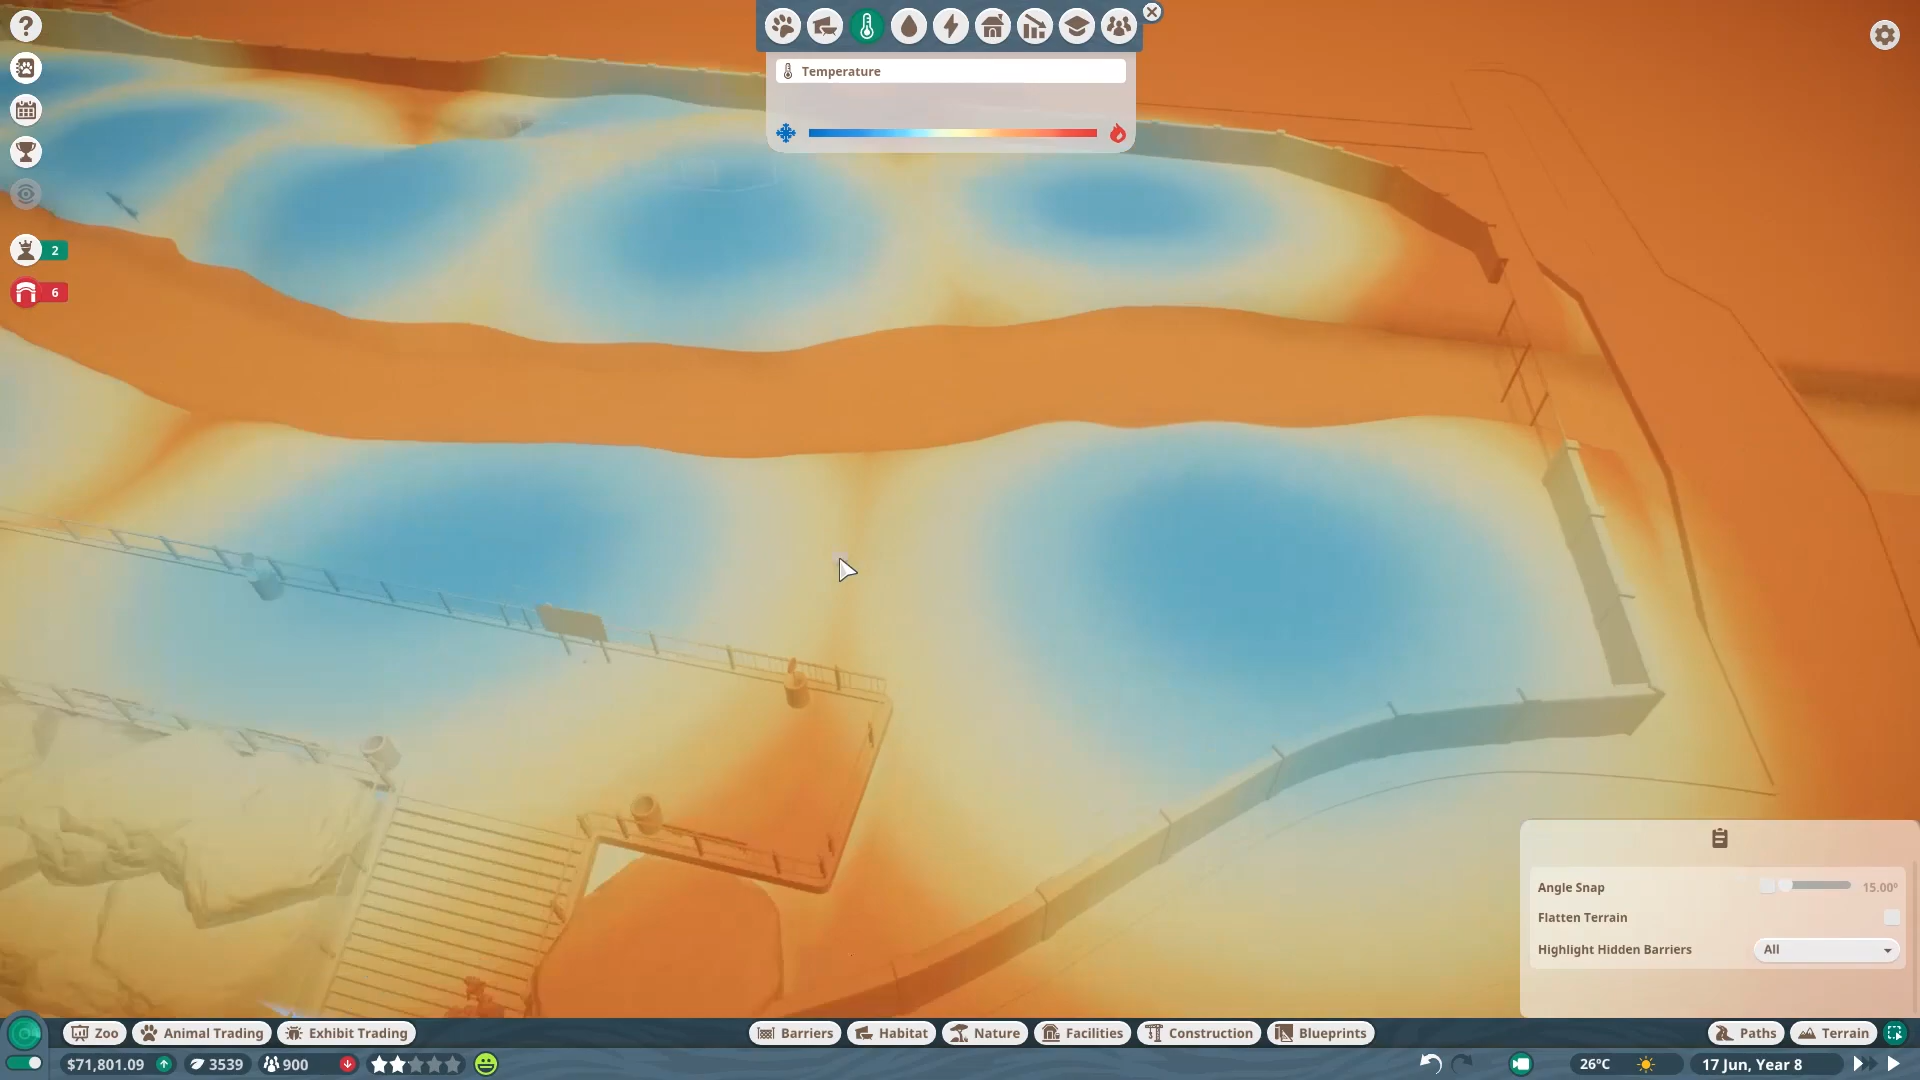 Temperature
2
6
Angle Snap
15.00°
Flatten Terrain
Highlight Hidden Barriers
All
Zoo
Animal Trading
Exhibit Trading
Barriers
Habitat
Nature
Facilities
Construction
Blueprints
Paths
Terrain
$71,801.09
3539
900
26°C
17 Jun, Year 8